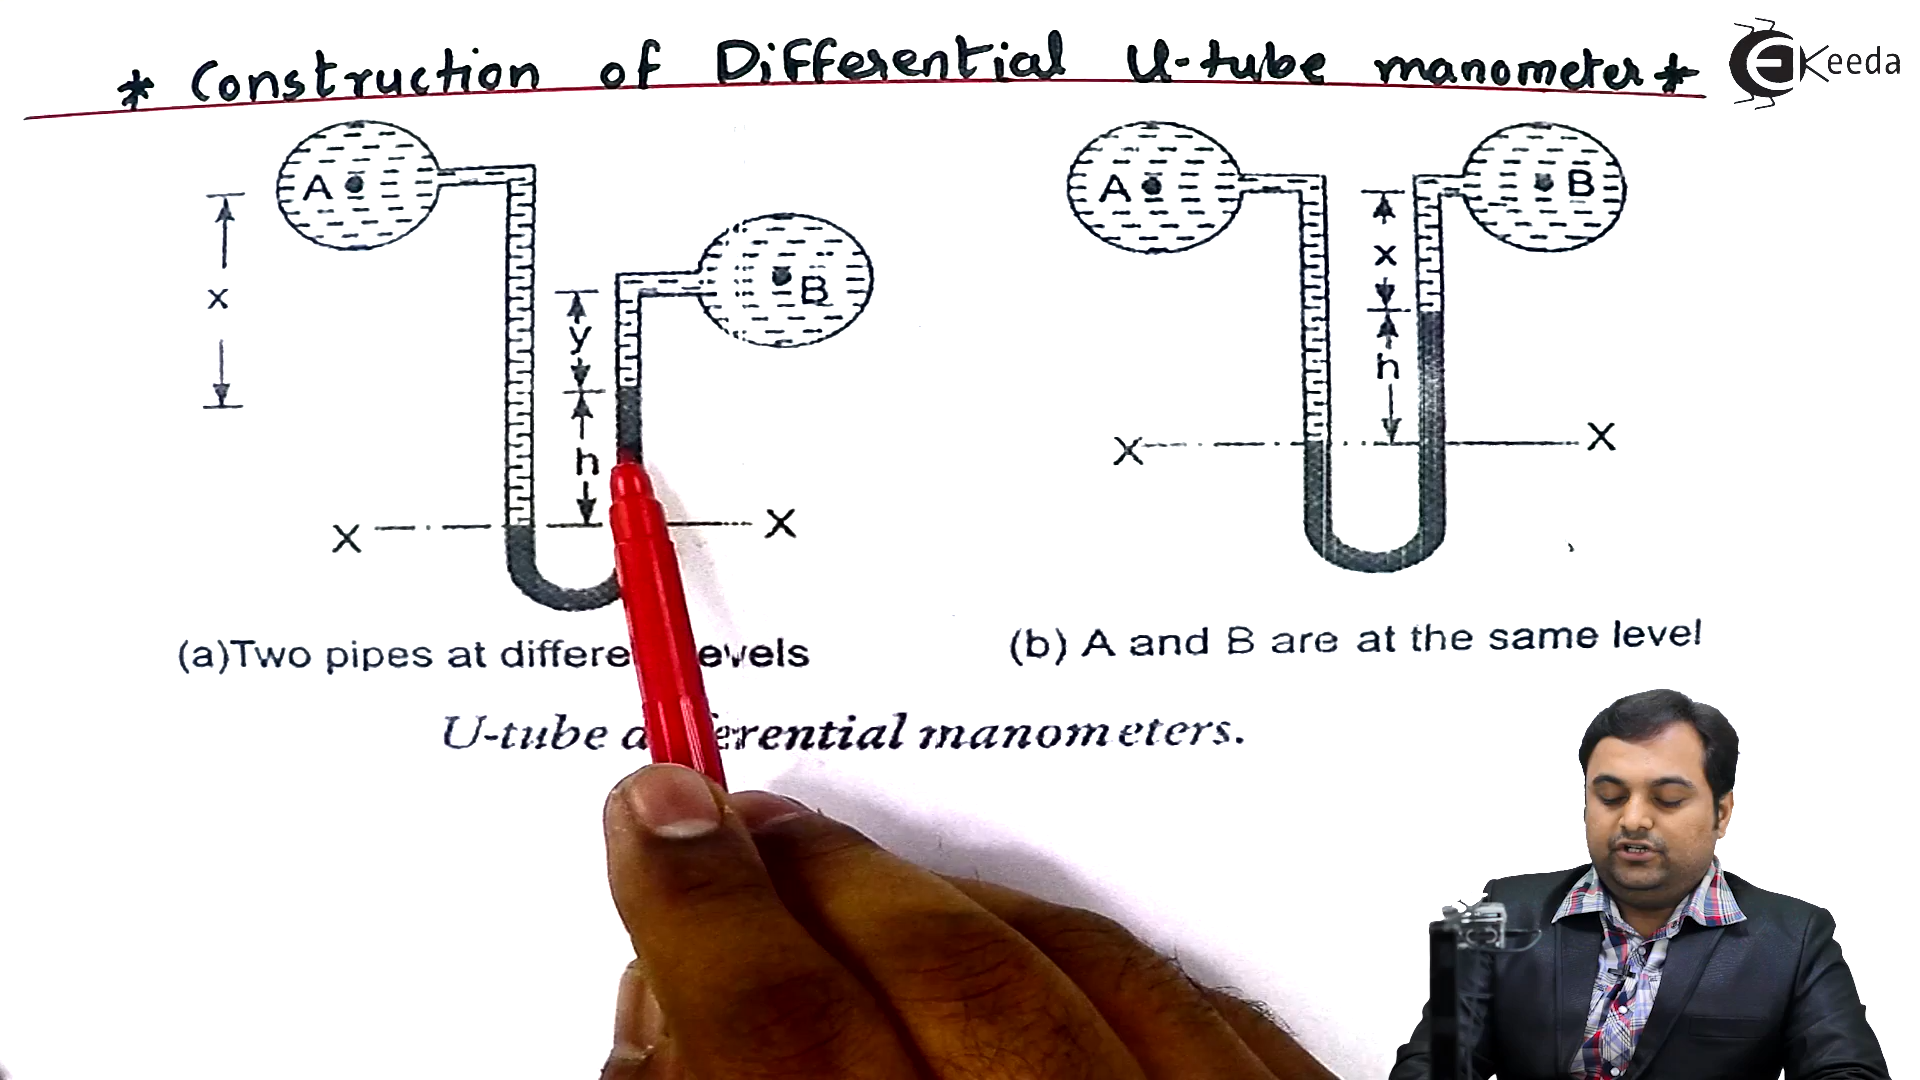 * Construction of Differential U-tube manometer *
Ekeeda
A
B
x
y
h
X
X
A
B
x
h
X
X
(a) Two pipes at differe evels
(b) A and B are at the same level
U-tube d erential manometers.